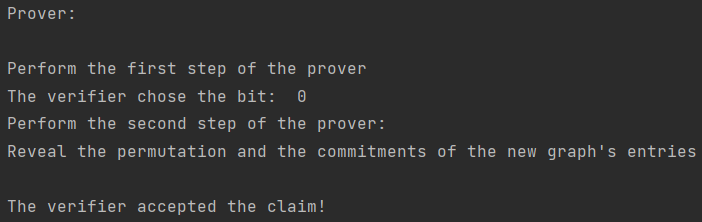 Prover:
Perform the first step of the prover
The verifier chose the bit:  0
Perform the second step of the prover:
Reveal the permutation and the commitments of the new graph's entries
The verifier accepted the claim!